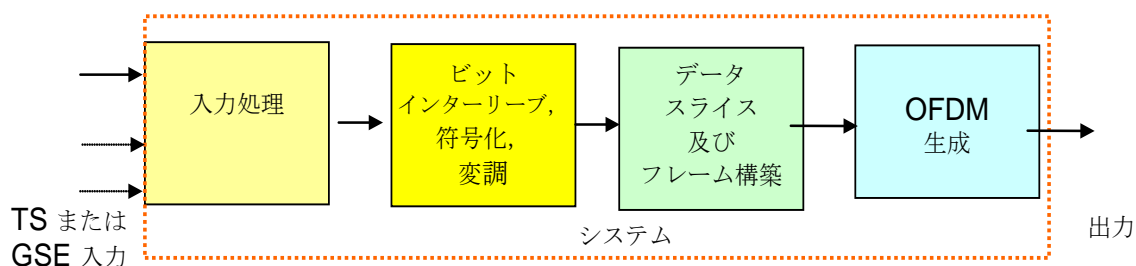 入力処理
ビット
インターリーブ,
符号化,
変調
データ
スライス
及び
フレーム構築
OFDM
生成
TS または
GSE 入力
システム
出力